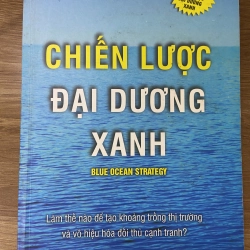 XANH
CHIẾN LƯỢC
ĐẠI DƯƠNG
XANH
BLUE OCEAN STRATEGY
Làm thế nào để tạo khoảng trống thị trường
và vô hiệu hóa đối thủ cạnh tranh?